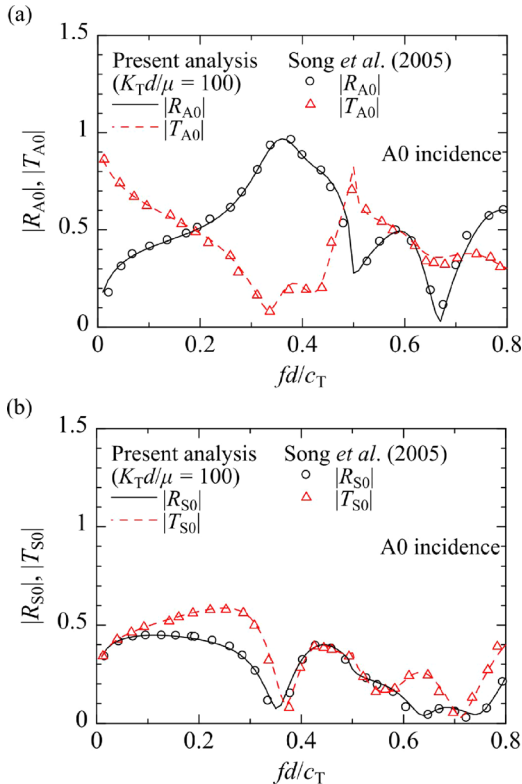 (a)
1.5
Present analysis
(K_T d/μ = 100)
|R_A0|
|T_A0|
Song et al. (2005)
|R_A0|
|T_A0|
A0 incidence
|R_A0|, |T_A0|
1
0.5
0
0 0.2 0.4 0.6 0.8
fd/c_T
(b)
1.5
Present analysis
(K_T d/μ = 100)
|R_S0|
|T_S0|
Song et al. (2005)
|R_S0|
|T_S0|
A0 incidence
|R_S0|, |T_S0|
1
0.5
0
0 0.2 0.4 0.6 0.8
fd/c_T